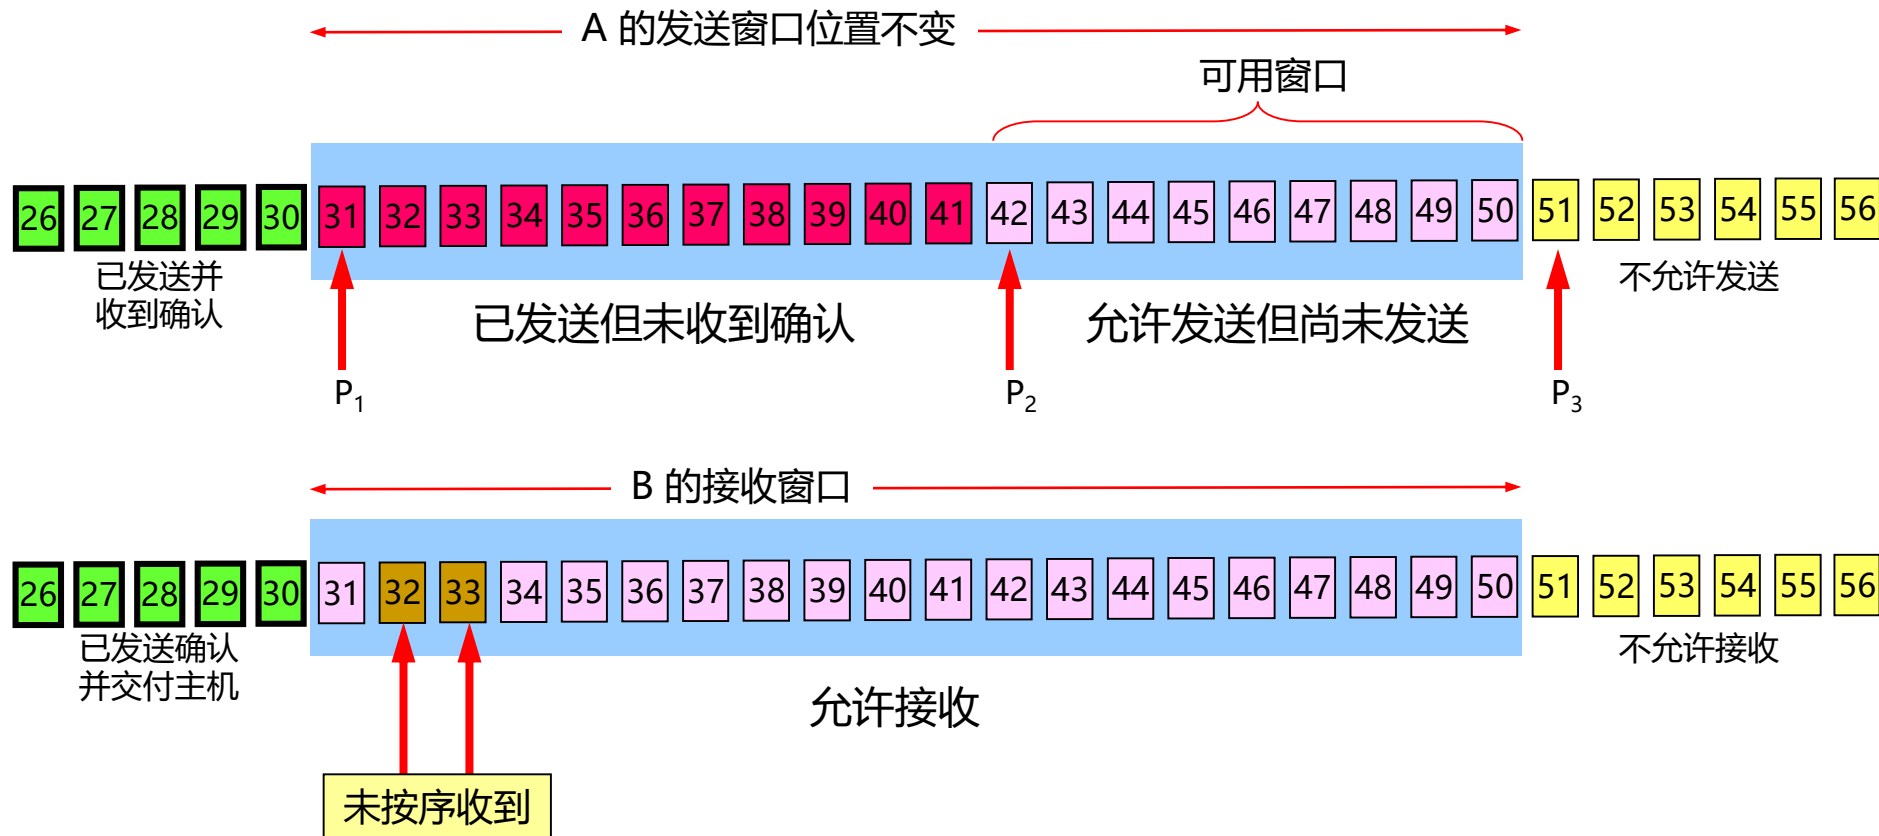 A 的发送窗口位置不变
可用窗口
26 27 28 29 30 31 32 33 34 35 36 37 38 39 40 41 42 43 44 45 46 47 48 49 50 51 52 53 54 55 56
已发送并
收到确认
已发送但未收到确认
允许发送但尚未发送
不允许发送
P1
P2
P3
B 的接收窗口
26 27 28 29 30 31 32 33 34 35 36 37 38 39 40 41 42 43 44 45 46 47 48 49 50 51 52 53 54 55 56
已发送确认
并交付主机
允许接收
不允许接收
未按序收到